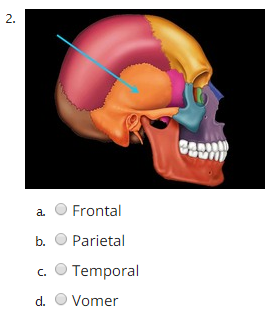 2.
a. Frontal
b. Parietal
c. Temporal
d. Vomer